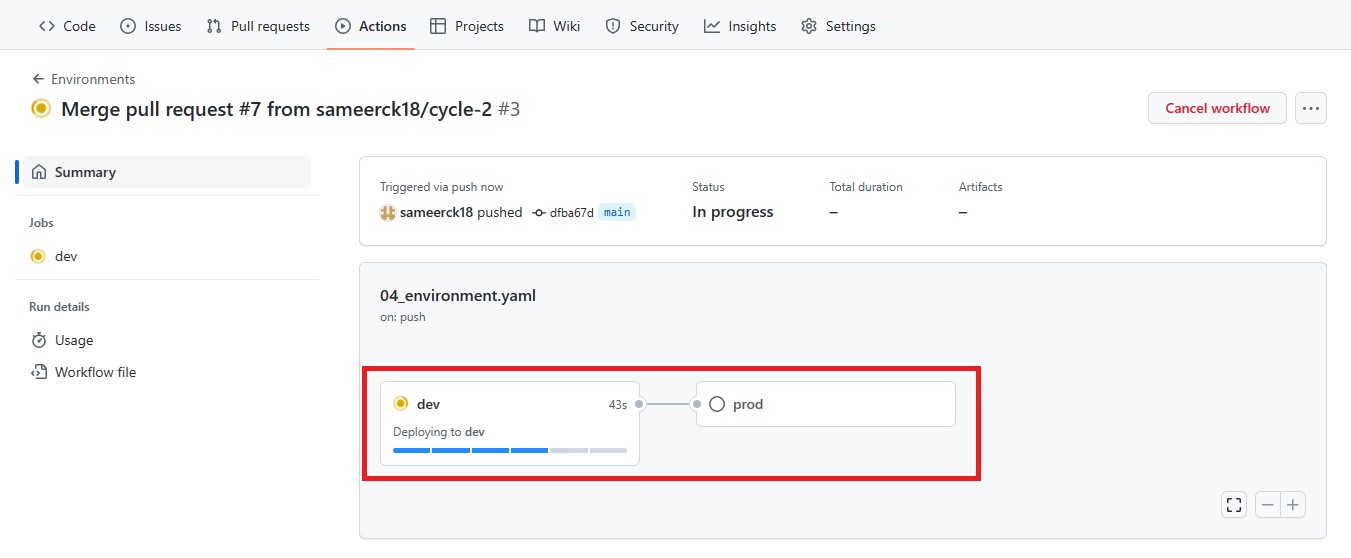 Code Issues Pull requests Actions Projects Wiki Security Insights Settings
Environments
Merge pull request #7 from sameerck18/cycle-2 #3
Cancel workflow
Summary
Jobs
dev
Run details
Usage
Workflow file
Triggered via push now
sameerck18 pushed dfba67d main
Status
In progress
Total duration
–
Artifacts
–
04_environment.yaml
on: push
dev 43s
Deploying to dev
prod